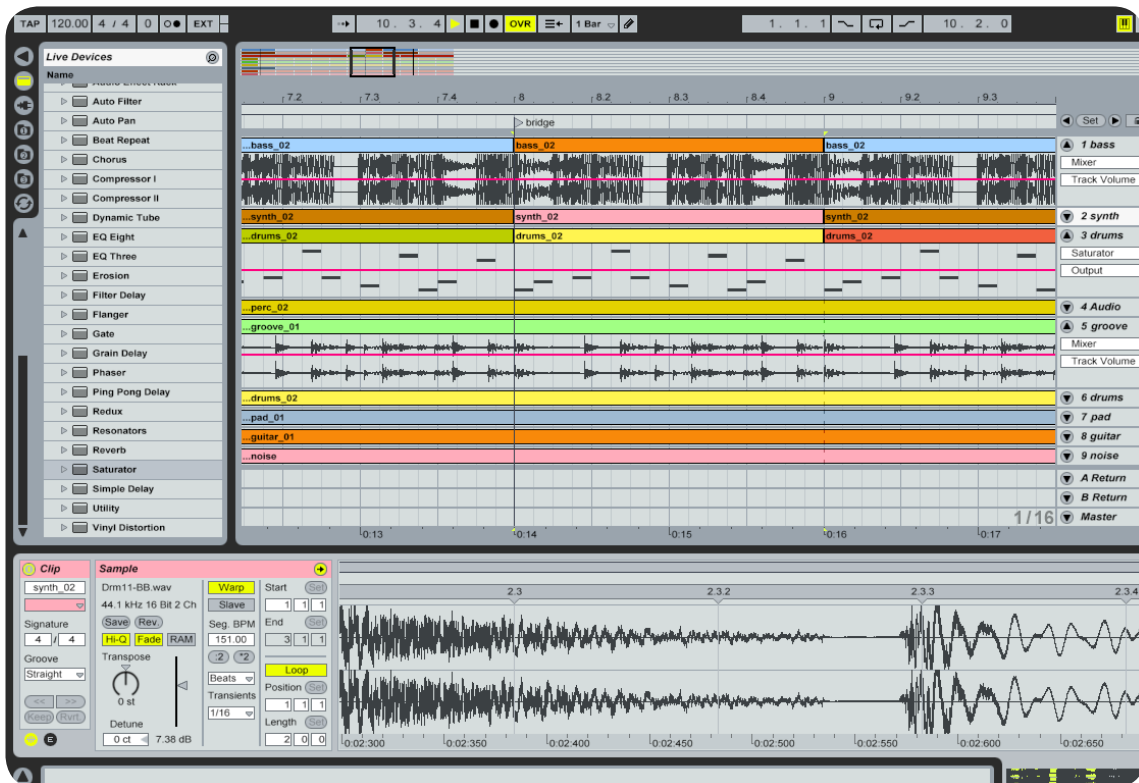 TAP 120.00 4 / 4 0 EXT 10. 3. 4 OVR 1 Bar 1. 1. 1 10. 2. 0
Live Devices
Name
Audio Effect Rack
Auto Filter
Auto Pan
Beat Repeat
Chorus
Compressor I
Compressor II
Dynamic Tube
EQ Eight
EQ Three
Erosion
Filter Delay
Flanger
Gate
Grain Delay
Phaser
Ping Pong Delay
Redux
Resonators
Reverb
Saturator
Simple Delay
Utility
Vinyl Distortion
7.2 7.3 7.4 8 8.2 8.3 8.4 9 9.2 9.3
bridge
Set
...bass_02 bass_02 bass_02 1 bass
Mixer
Track Volume
...synth_02 synth_02 synth_02 2 synth
...drums_02 drums_02 drums_02 3 drums
Saturator
Output
...perc_02 4 Audio
...groove_01 5 groove
Mixer
Track Volume
...drums_02 6 drums
...pad_01 7 pad
...guitar_01 8 guitar
...noise 9 noise
A Return
B Return
1/16 Master
0:13 0:14 0:15 0:16 0:17
Clip
synth_02
Signature
4 / 4
Groove
Straight
<< >>
Keep Rvrt.
E
Sample
Drm11-BB.wav
44.1 kHz 16 Bit 2 Ch
Save Rev.
Hi-Q Fade RAM
Transpose
0 st
Detune
0 ct 7.38 dB
Warp
Slave
Seg. BPM
151.00
:2 *2
Beats
Transients
1/16
Start Set
1 1 1
End Set
3 1 1
Loop
Position Set
1 1 1
Length Set
2 0 0
2.3 2.3.2 2.3.3 2.3.4
0:02:300 0:02:350 0:02:400 0:02:450 0:02:500 0:02:550 0:02:600 0:02:650